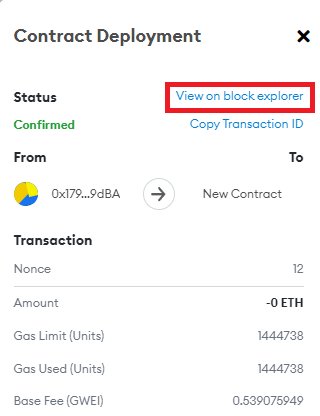 Contract Deployment
Status View on block explorer
Confirmed Copy Transaction ID
From To
0x179...9dBA New Contract
Transaction
Nonce 12
Amount -0 ETH
Gas Limit (Units) 1444738
Gas Used (Units) 1444738
Base Fee (GWEI) 0.539075949